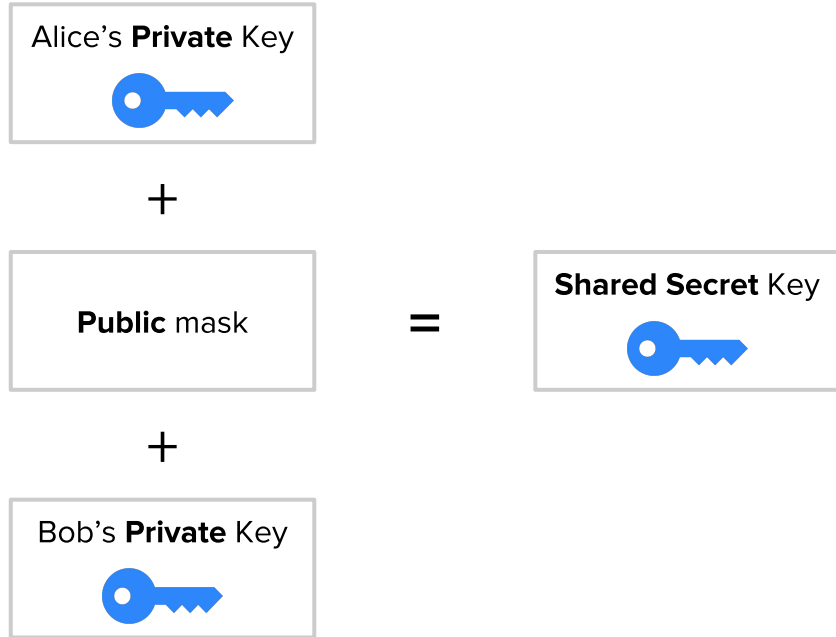 Alice’s Private Key
+
Public mask
=
Shared Secret Key
+
Bob’s Private Key